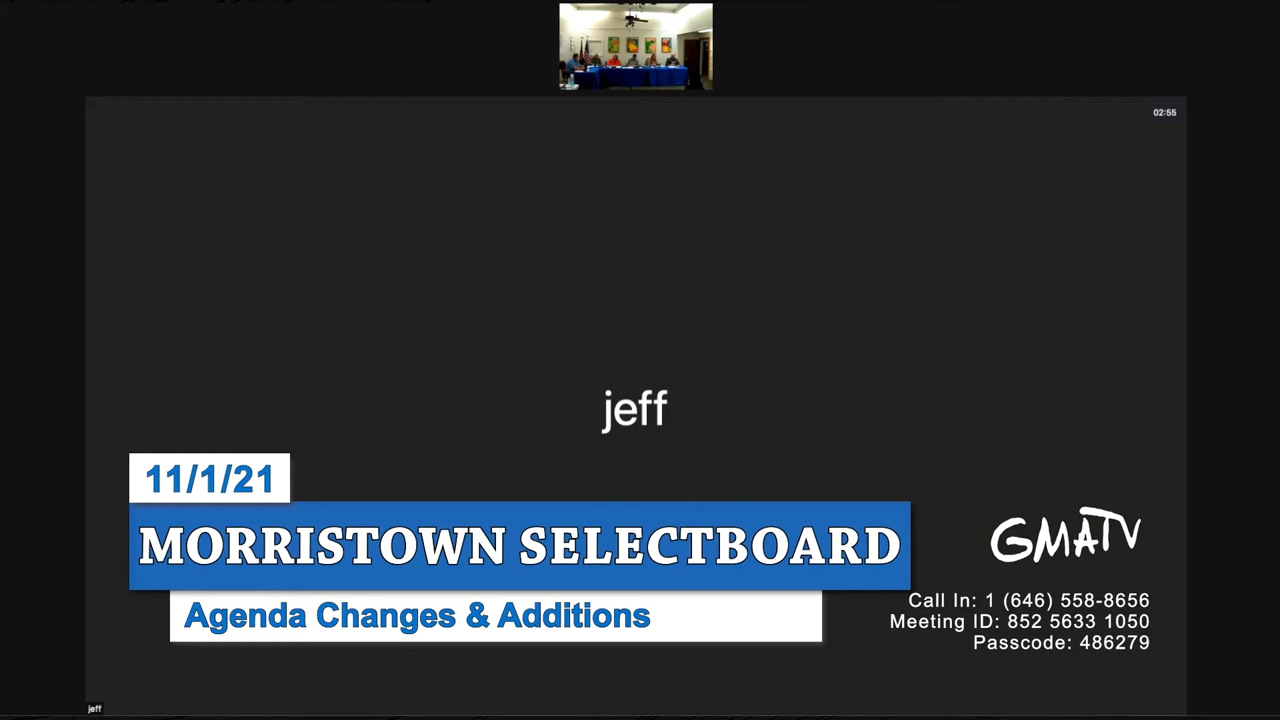 02:55
jeff
11/1/21
MORRISTOWN SELECTBOARD
Agenda Changes & Additions
GMATV
Call In: 1 (646) 558-8656
Meeting ID: 852 5633 1050
Passcode: 486279
jeff